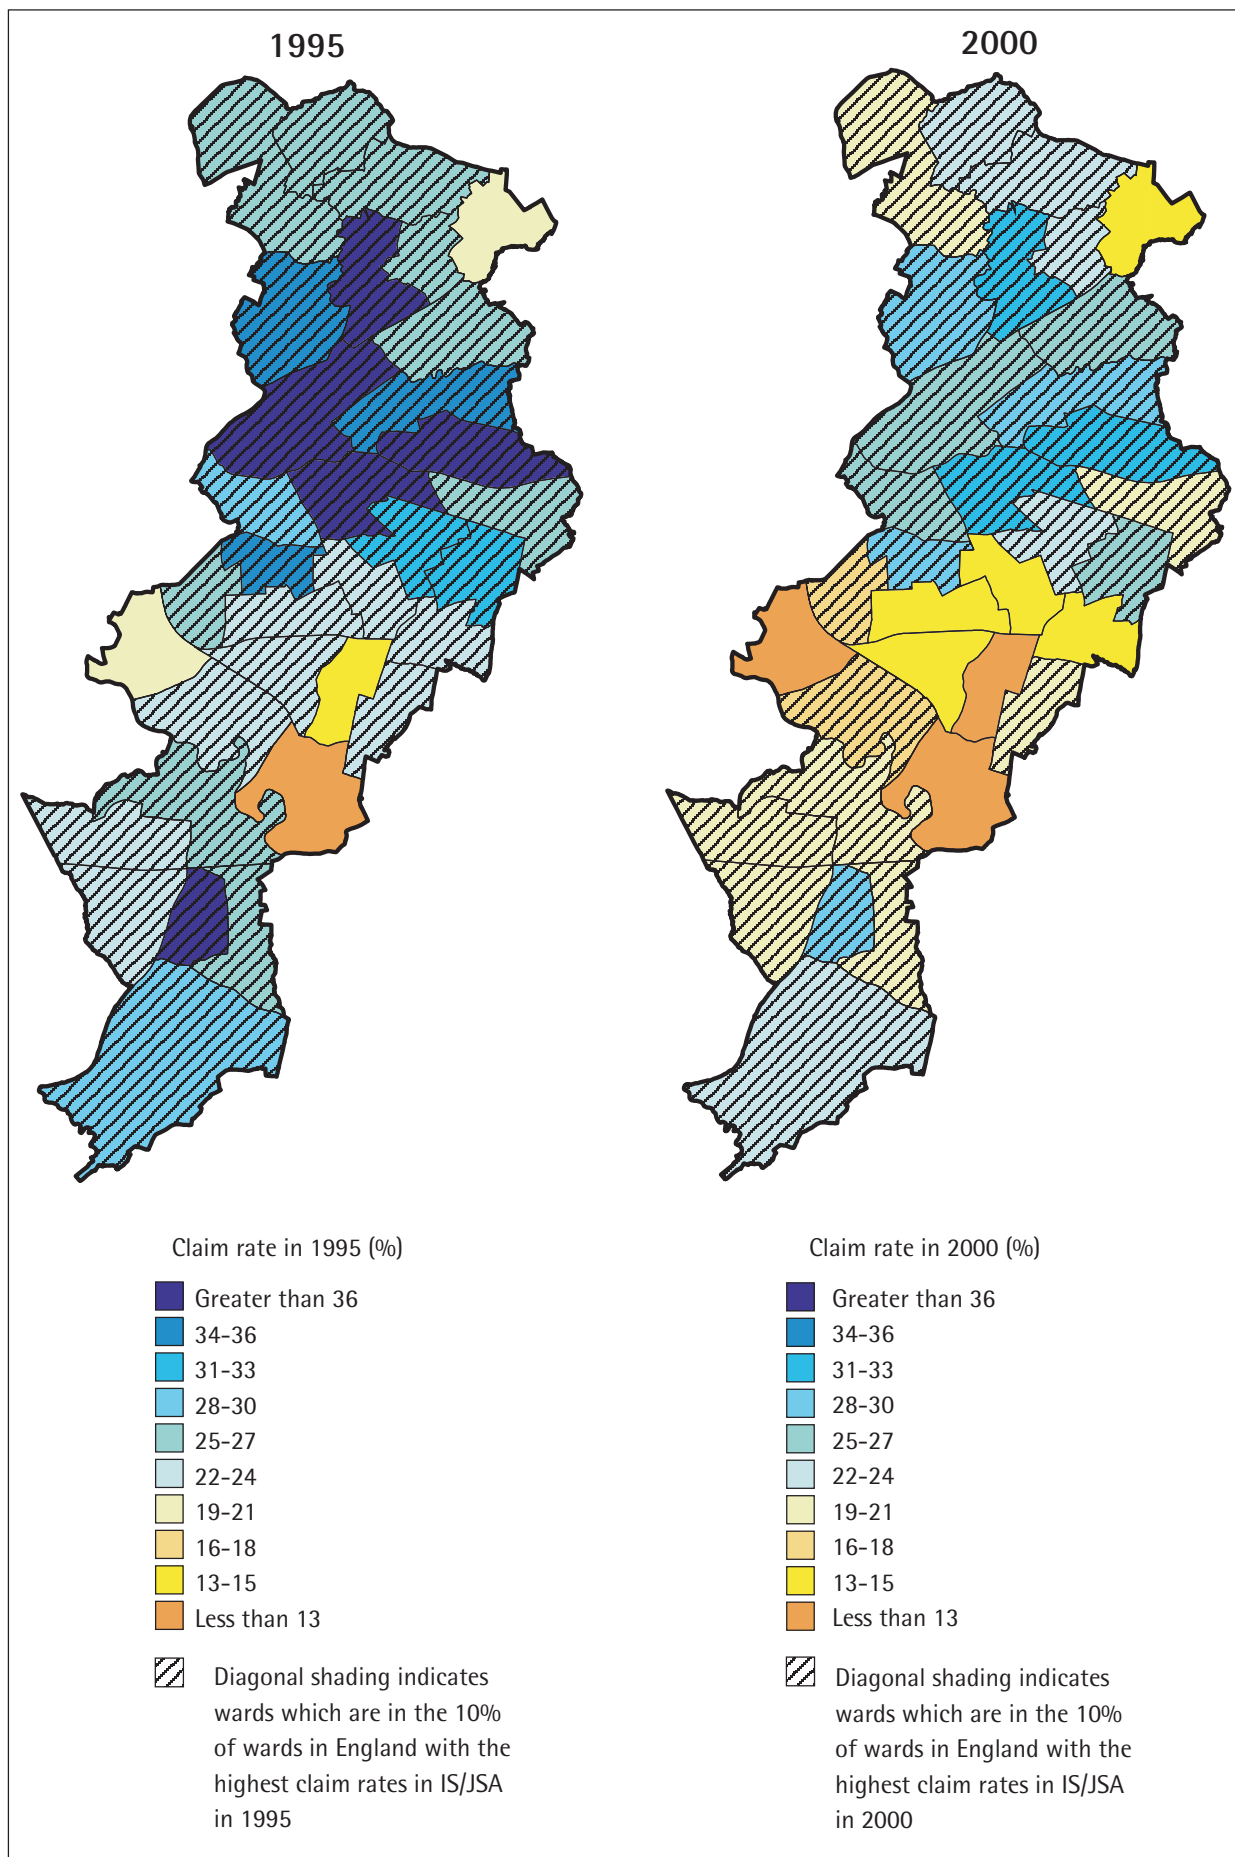 1995
2000
Claim rate in 1995 (%)
Greater than 36
34-36
31-33
28-30
25-27
22-24
19-21
16-18
13-15
Less than 13
Diagonal shading indicates
wards which are in the 10%
of wards in England with the
highest claim rates in IS/JSA
in 1995
Claim rate in 2000 (%)
Greater than 36
34-36
31-33
28-30
25-27
22-24
19-21
16-18
13-15
Less than 13
Diagonal shading indicates
wards which are in the 10%
of wards in England with the
highest claim rates in IS/JSA
in 2000